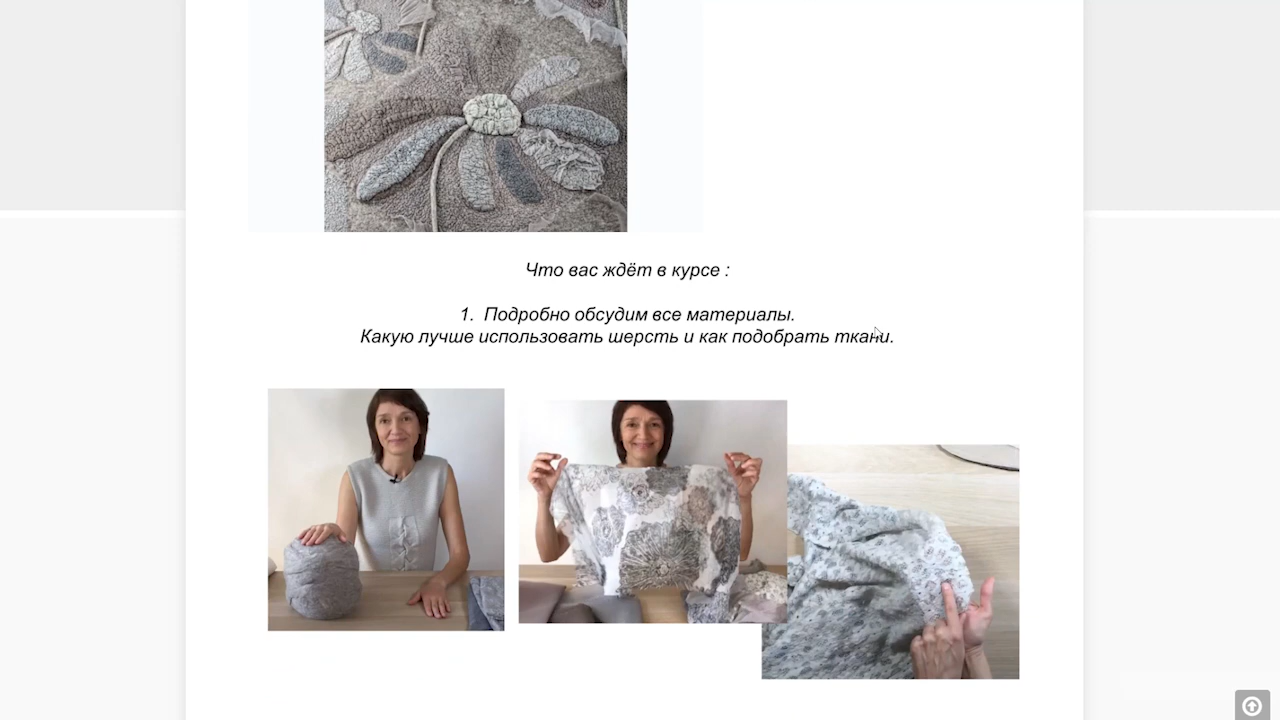 Что вас ждёт в курсе :
1. Подробно обсудим все материалы.
Какую лучше использовать шерсть и как подобрать ткани.